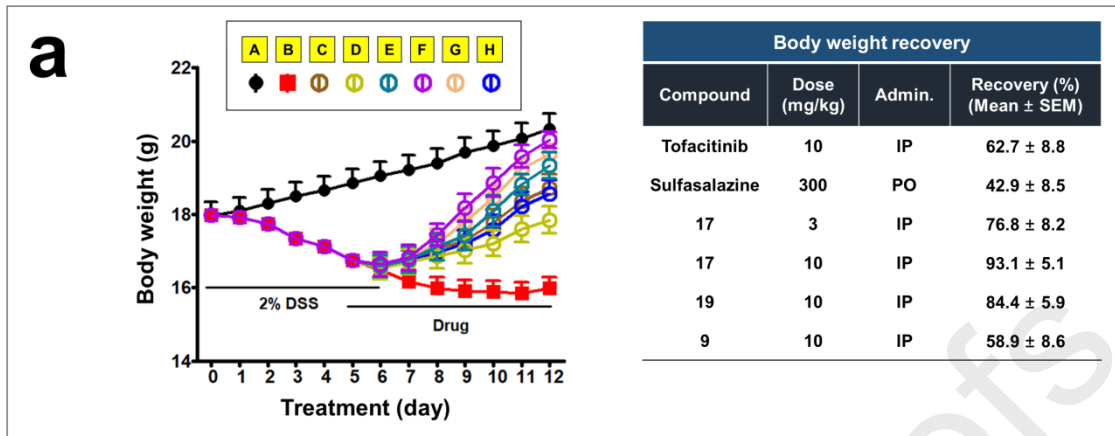 a
A B C D E F G H
22
20
18
16
14
Body weight (g)
2% DSS
Drug
0 1 2 3 4 5 6 7 8 9 10 11 12
Treatment (day)
Body weight recovery
Compound Dose (mg/kg) Admin. Recovery (%) (Mean ± SEM)
Tofacitinib 10 IP 62.7 ± 8.8
Sulfasalazine 300 PO 42.9 ± 8.5
17 3 IP 76.8 ± 8.2
17 10 IP 93.1 ± 5.1
19 10 IP 84.4 ± 5.9
9 10 IP 58.9 ± 8.6